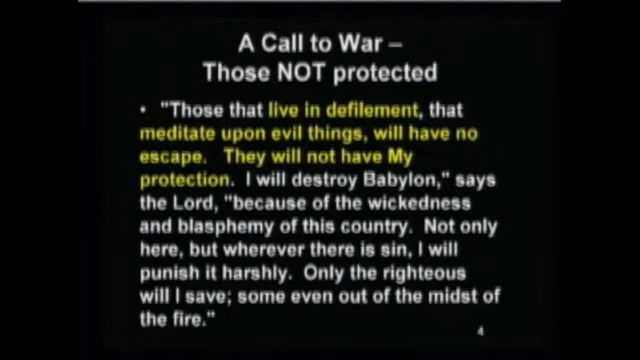 A Call to War –
Those NOT protected
• "Those that live in defilement, that
meditate upon evil things, will have no
escape. They will not have My
protection. I will destroy Babylon," says
the Lord, "because of the wickedness
and blasphemy of this country. Not only
here, but wherever there is sin, I will
punish it harshly. Only the righteous
will I save; some even out of the midst of
the fire."
4